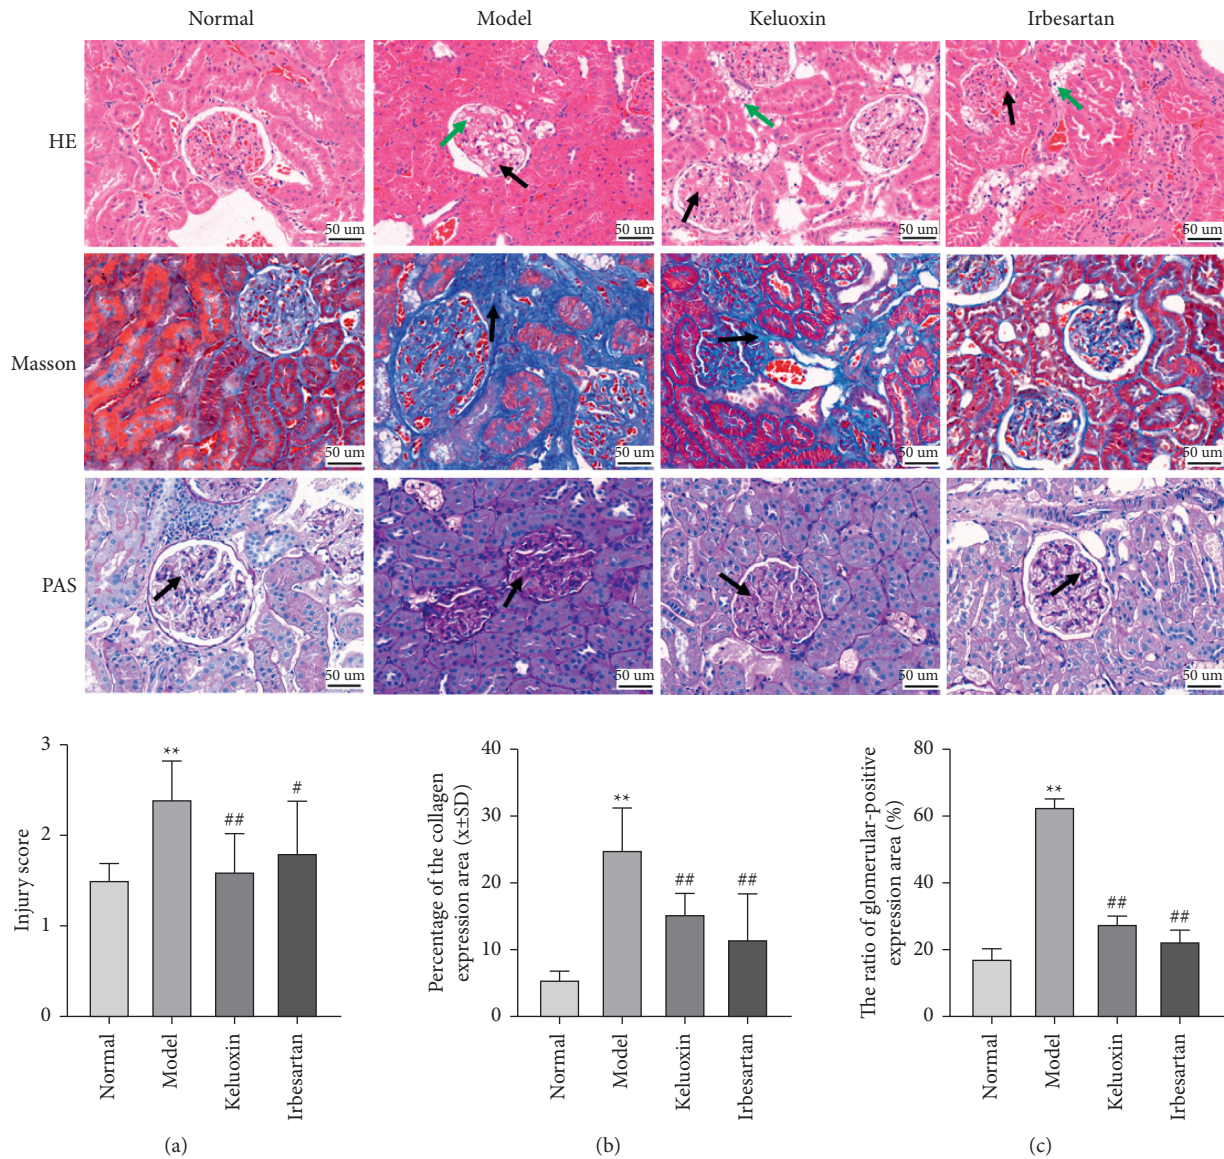 Normal
Model
Keluoxin
Irbesartan
HE
50 um
50 um
50 um
50 um
Masson
50 um
50 um
50 um
50 um
PAS
50 um
50 um
50 um
50 um
Injury score
3
2
1
0
**
##
#
Normal
Model
Keluoxin
Irbesartan
(a)
Percentage of the collagen
expression area (x±SD)
40
30
20
10
0
**
##
##
Normal
Model
Keluoxin
Irbesartan
(b)
The ratio of glomerular-positive
expression area (%)
80
60
40
20
0
**
##
##
Normal
Model
Keluoxin
Irbesartan
(c)